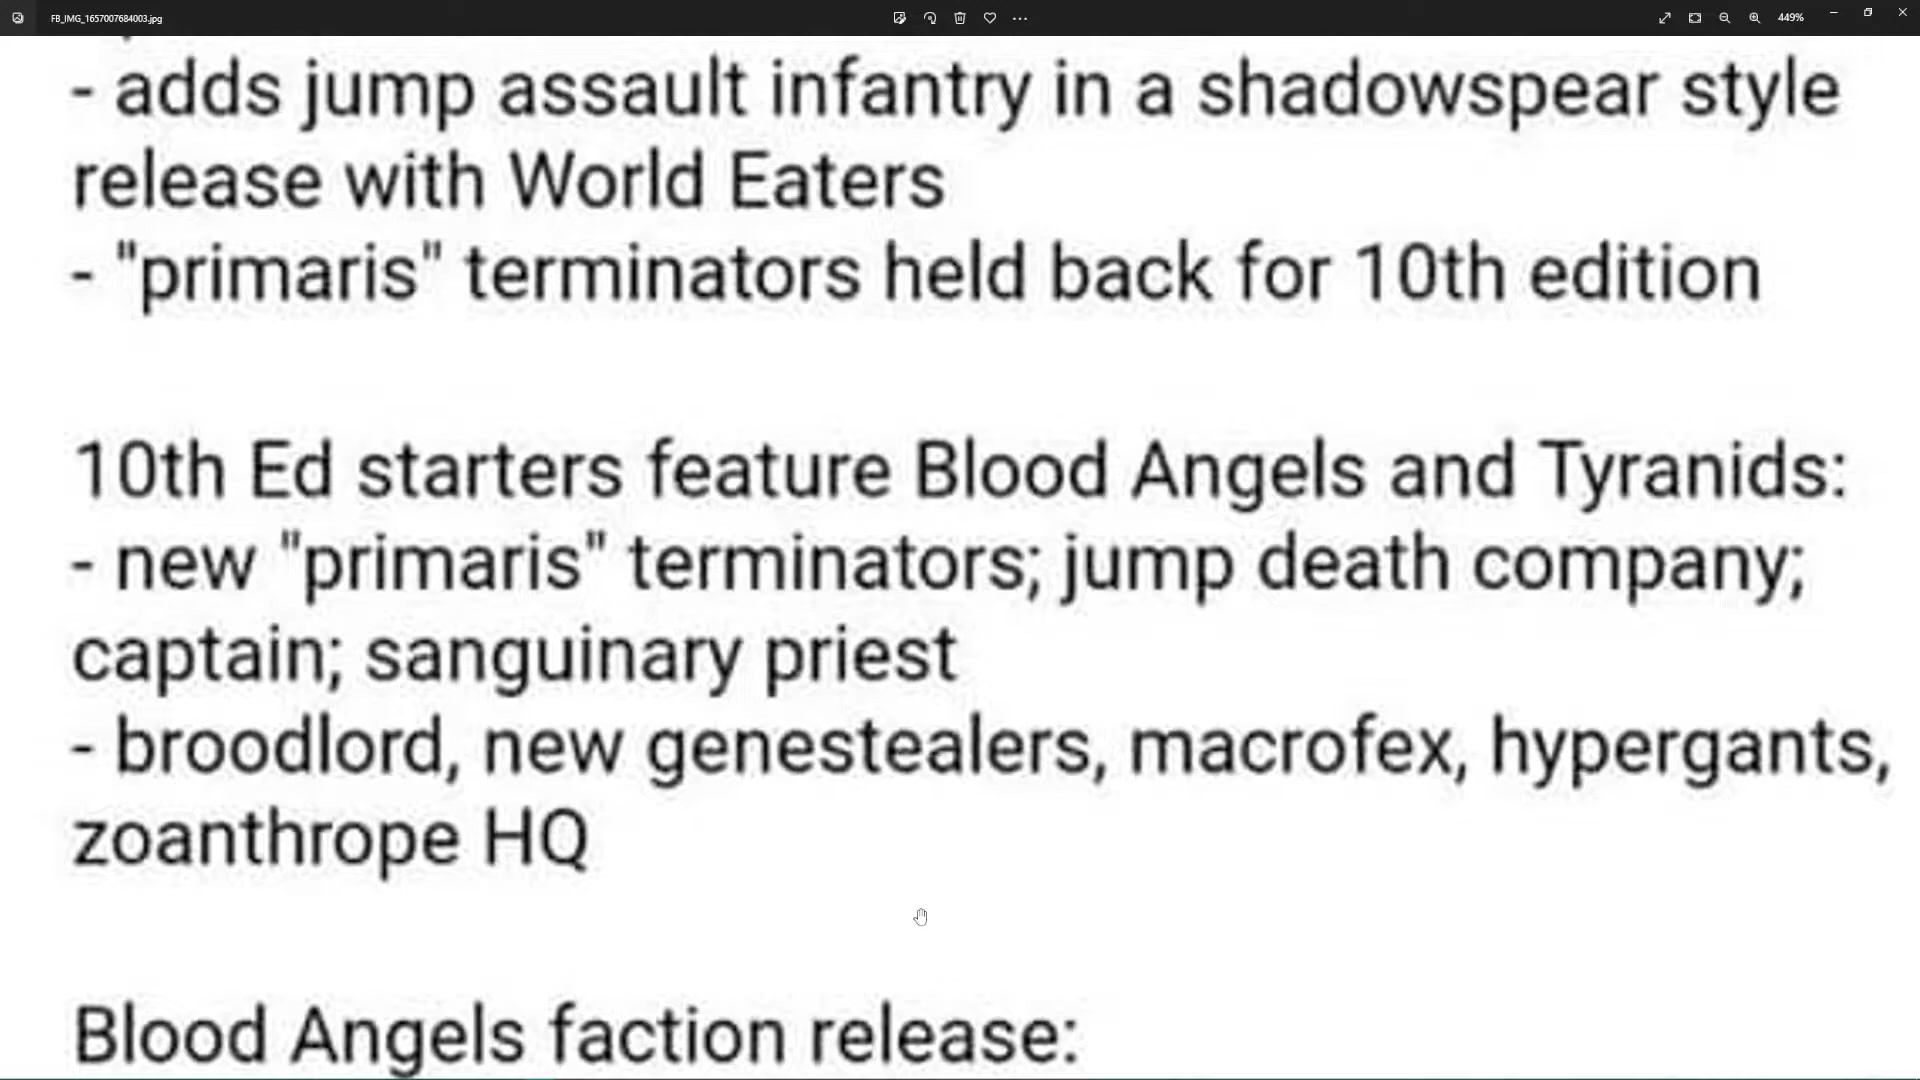 FB_IMG_1657007684003.jpg
449%
- adds jump assault infantry in a shadowspear style
release with World Eaters
- "primaris" terminators held back for 10th edition
10th Ed starters feature Blood Angels and Tyranids:
- new "primaris" terminators; jump death company;
captain; sanguinary priest
- broodlord, new genestealers, macrofex, hypergants,
zoanthrope HQ
Blood Angels faction release: